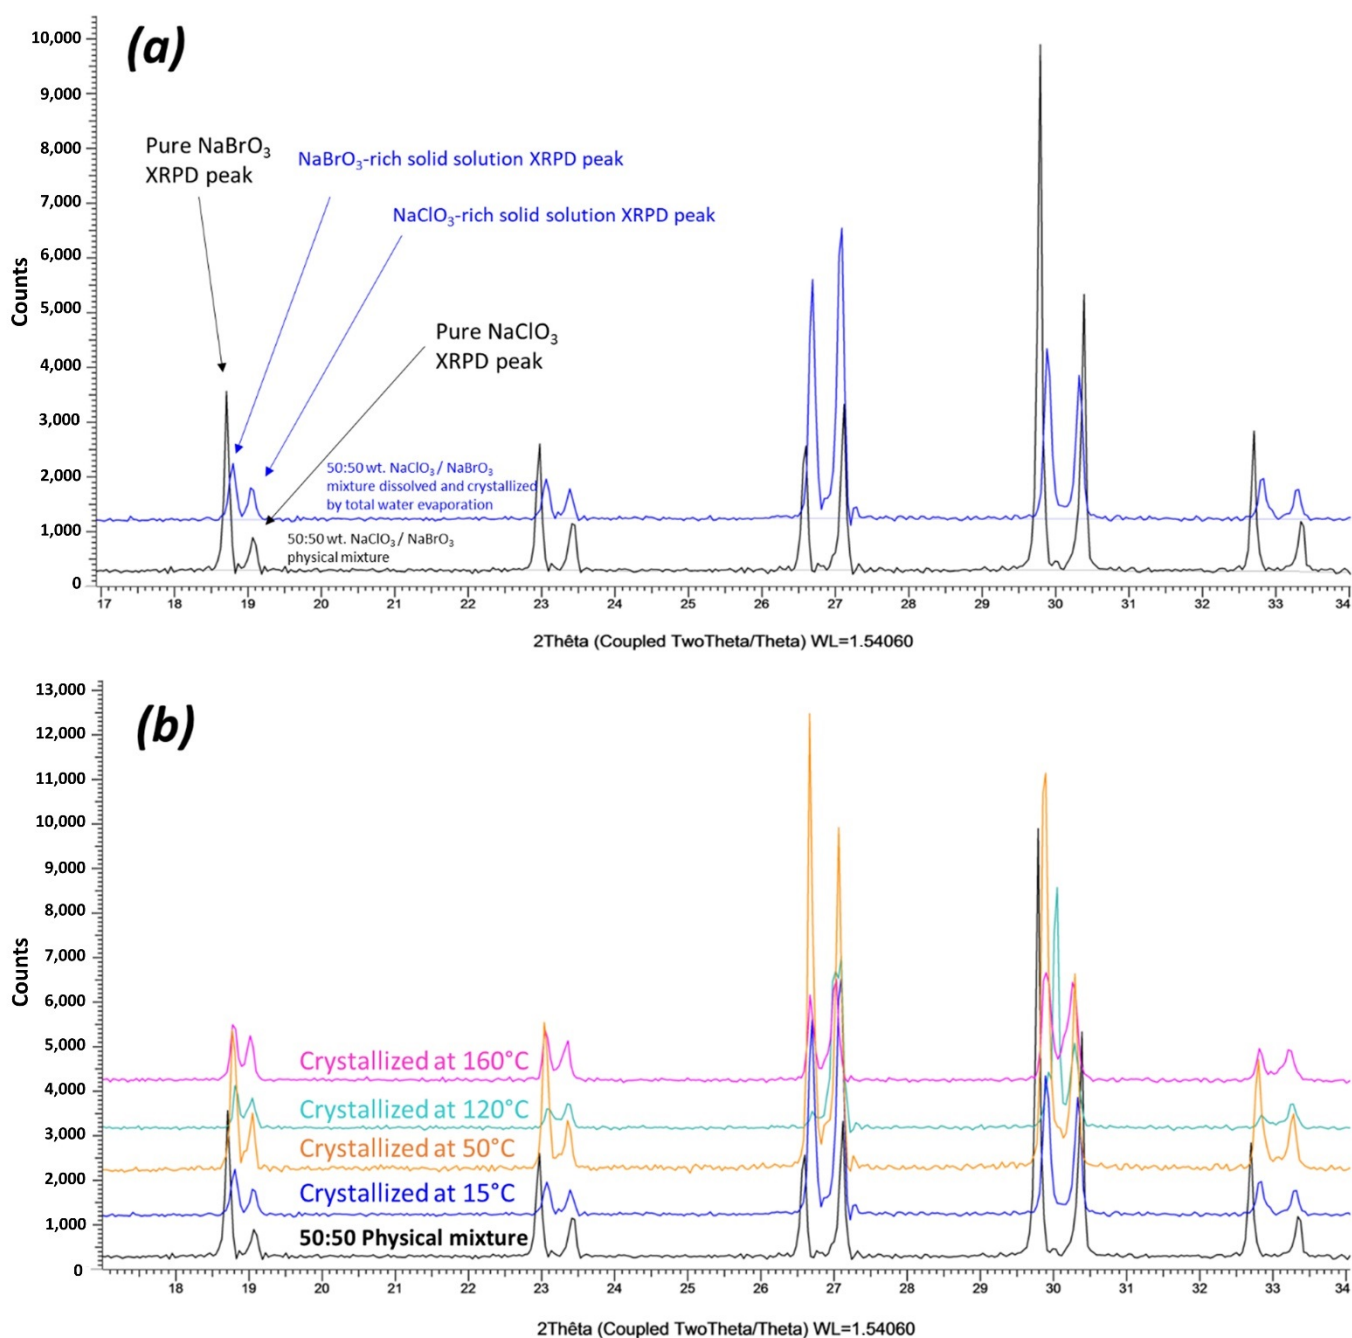 (a)
10,000
9,000
8,000
7,000
6,000
5,000
4,000
3,000
2,000
1,000
0
Counts
Pure NaBrO₃
XRPD peak
NaBrO₃-rich solid solution XRPD peak
NaClO₃-rich solid solution XRPD peak
Pure NaClO₃
XRPD peak
50:50 wt. NaClO₃ / NaBrO₃
mixture dissolved and crystallized
by total water evaporation
50:50 wt. NaClO₃ / NaBrO₃
physical mixture
17 18 19 20 21 22 23 24 25 26 27 28 29 30 31 32 33 34
2Thêta (Coupled TwoTheta/Theta) WL=1.54060
(b)
13,000
12,000
11,000
10,000
9,000
8,000
7,000
6,000
5,000
4,000
3,000
2,000
1,000
0
Counts
Crystallized at 160°C
Crystallized at 120°C
Crystallized at 50°C
Crystallized at 15°C
50:50 Physical mixture
18 19 20 21 22 23 24 25 26 27 28 29 30 31 32 33 34
2Thêta (Coupled TwoTheta/Theta) WL=1.54060